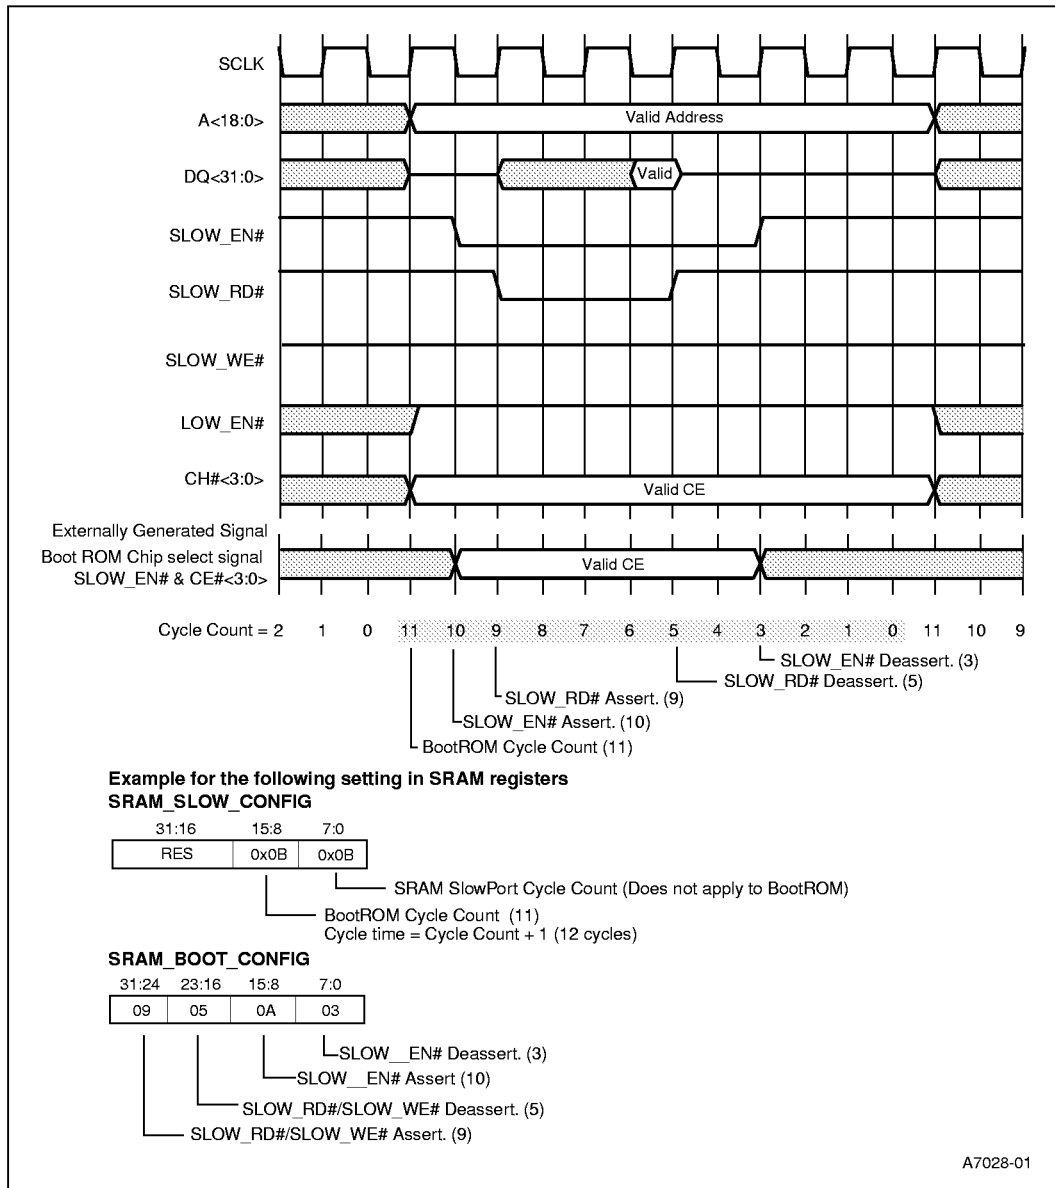 SCLK
A<18:0>
Valid Address
DQ<31:0>
Valid
SLOW_EN#
SLOW_RD#
SLOW_WE#
LOW_EN#
CH#<3:0>
Valid CE
Externally Generated Signal
Boot ROM Chip select signal
SLOW_EN# & CE#<3:0>
Valid CE
Cycle Count = 2 1 0 11 10 9 8 7 6 5 4 3 2 1 0 11 10 9
SLOW_EN# Deassert. (3)
SLOW_RD# Deassert. (5)
SLOW_RD# Assert. (9)
SLOW_EN# Assert. (10)
BootROM Cycle Count (11)
Example for the following setting in SRAM registers
SRAM_SLOW_CONFIG
31:16 15:8 7:0
RES 0x0B 0x0B
SRAM SlowPort Cycle Count (Does not apply to BootROM)
BootROM Cycle Count (11)
Cycle time = Cycle Count + 1 (12 cycles)
SRAM_BOOT_CONFIG
31:24 23:16 15:8 7:0
09 05 0A 03
SLOW__EN# Deassert. (3)
SLOW__EN# Assert (10)
SLOW_RD#/SLOW_WE# Deassert. (5)
SLOW_RD#/SLOW_WE# Assert. (9)
A7028-01